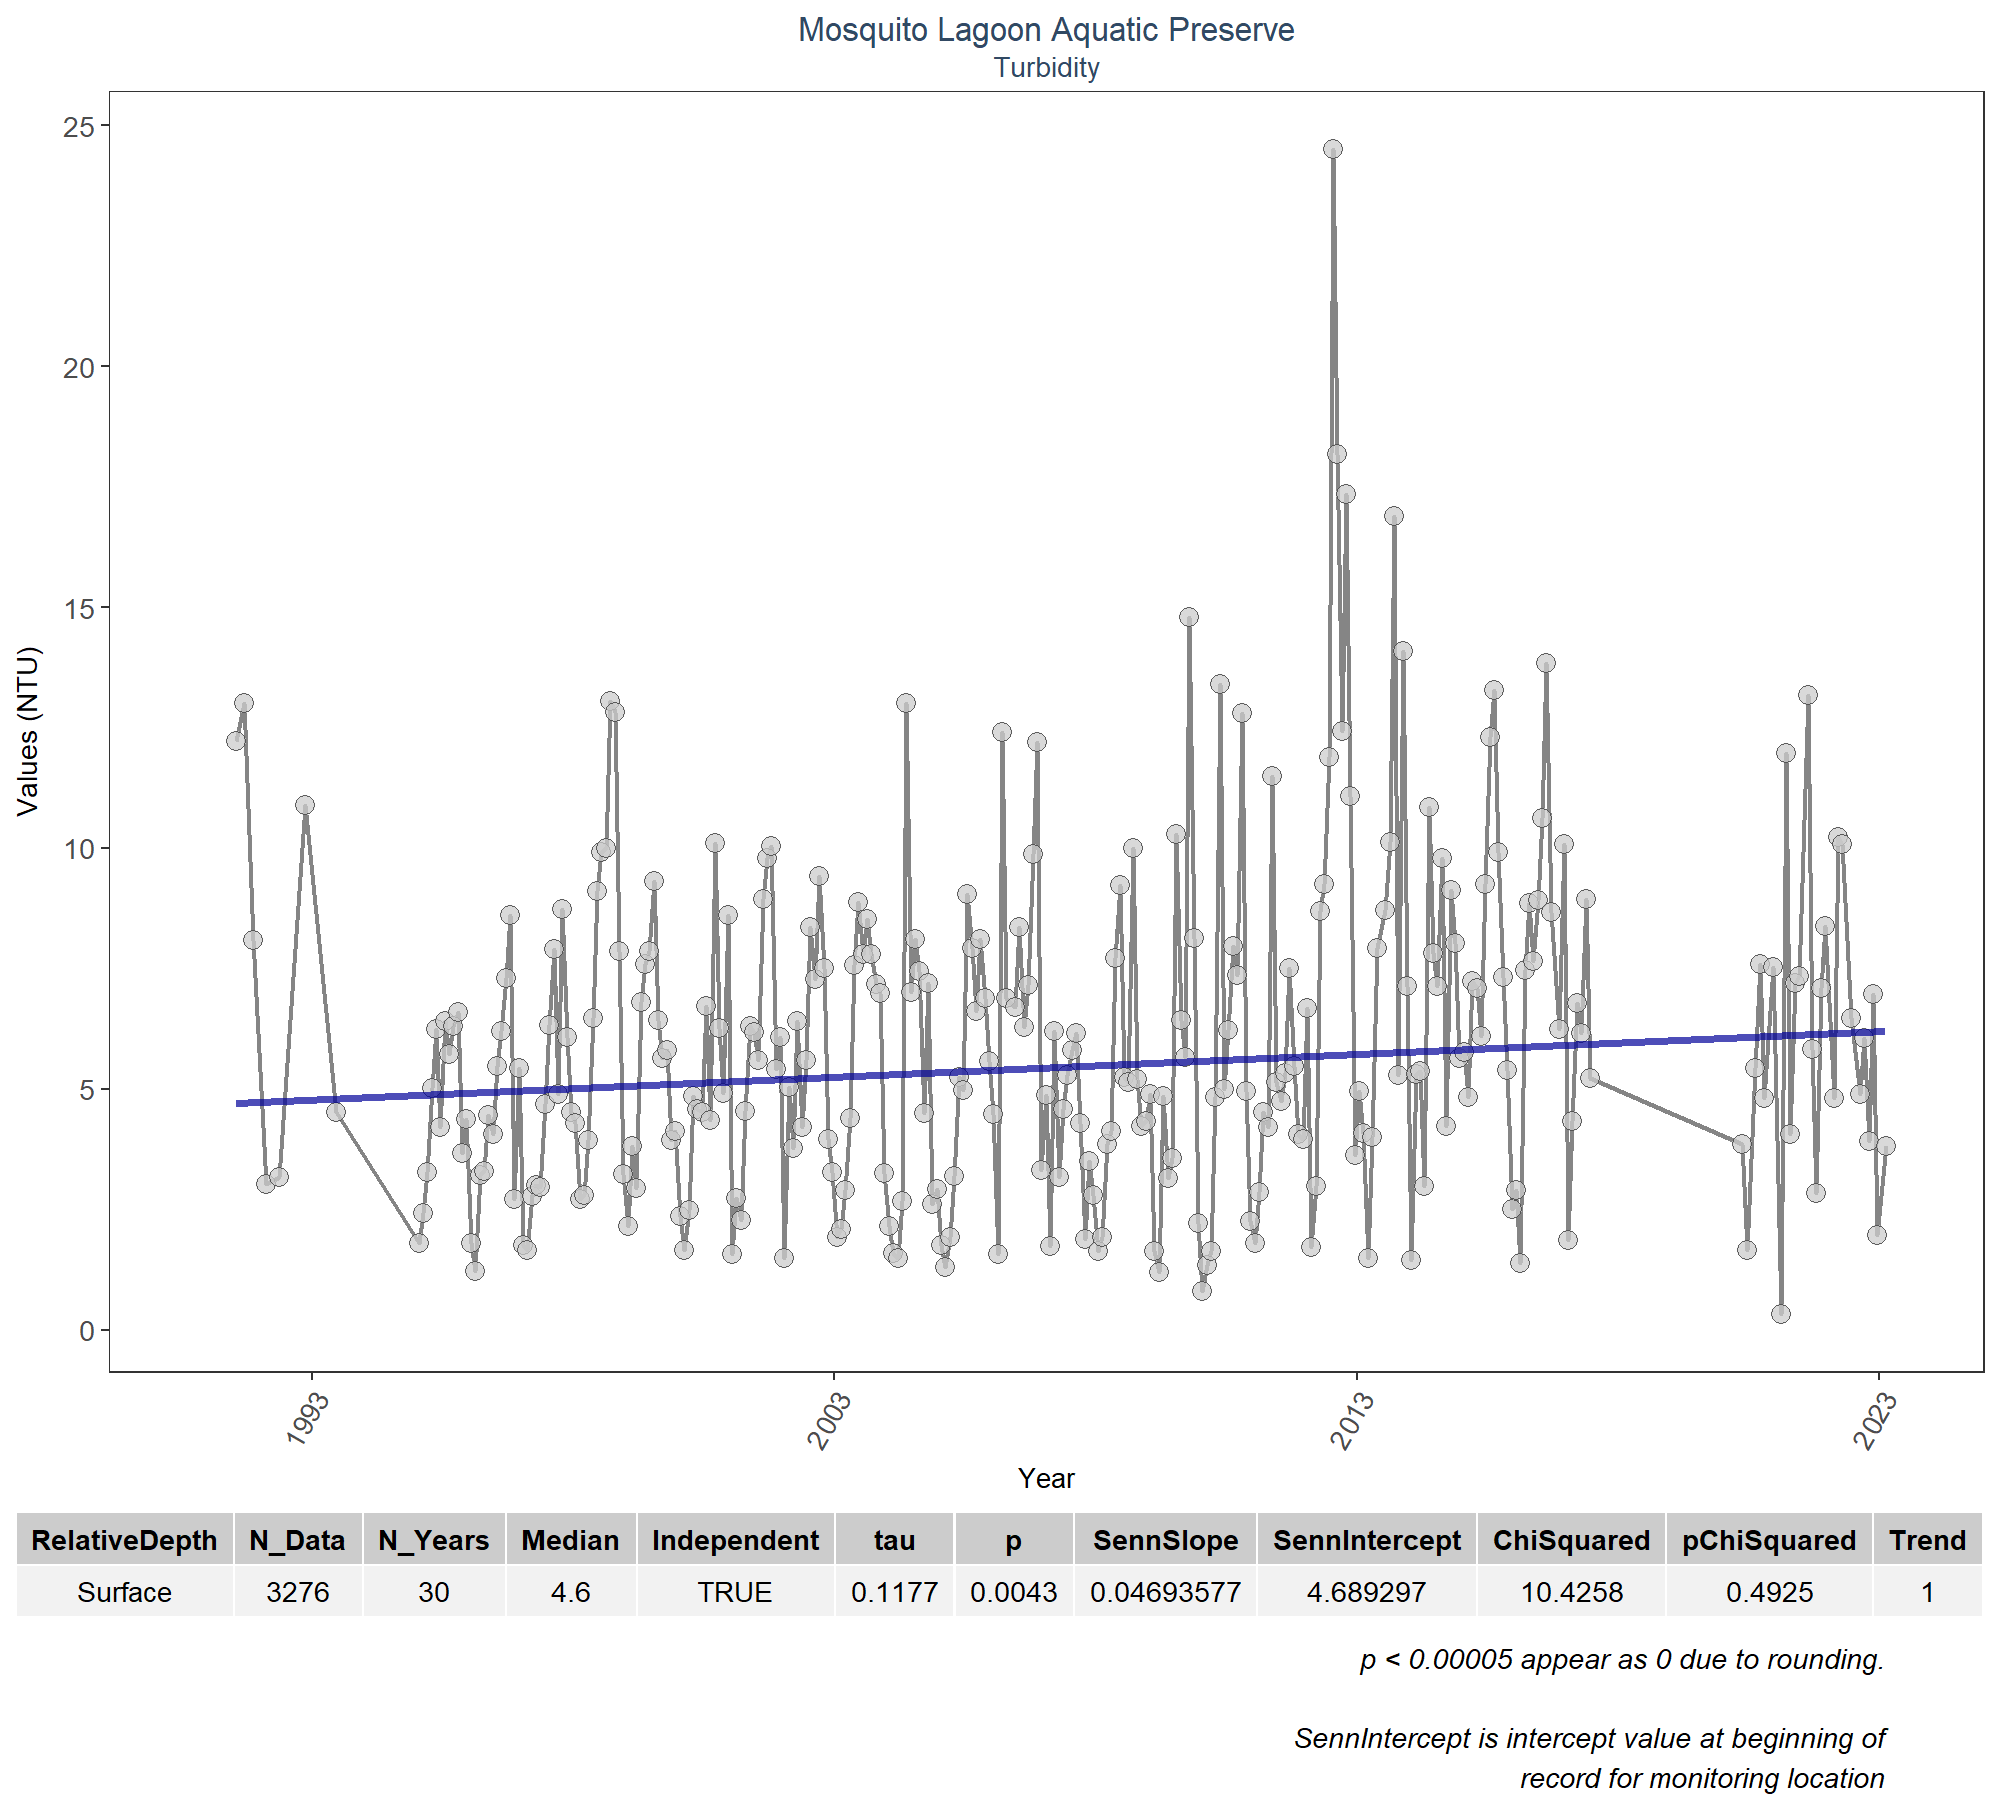 Mosquito Lagoon Aquatic Preserve
Turbidity
25
20
15
10
5
0
Values (NTU)
1993
2003
2013
2023
Year
RelativeDepth N_Data N_Years Median Independent tau p SennSlope SennIntercept ChiSquared pChiSquared Trend
Surface 3276 30 4.6 TRUE 0.1177 0.0043 0.04693577 4.689297 10.4258 0.4925 1
p < 0.00005 appear as 0 due to rounding.
SennIntercept is intercept value at beginning of
record for monitoring location